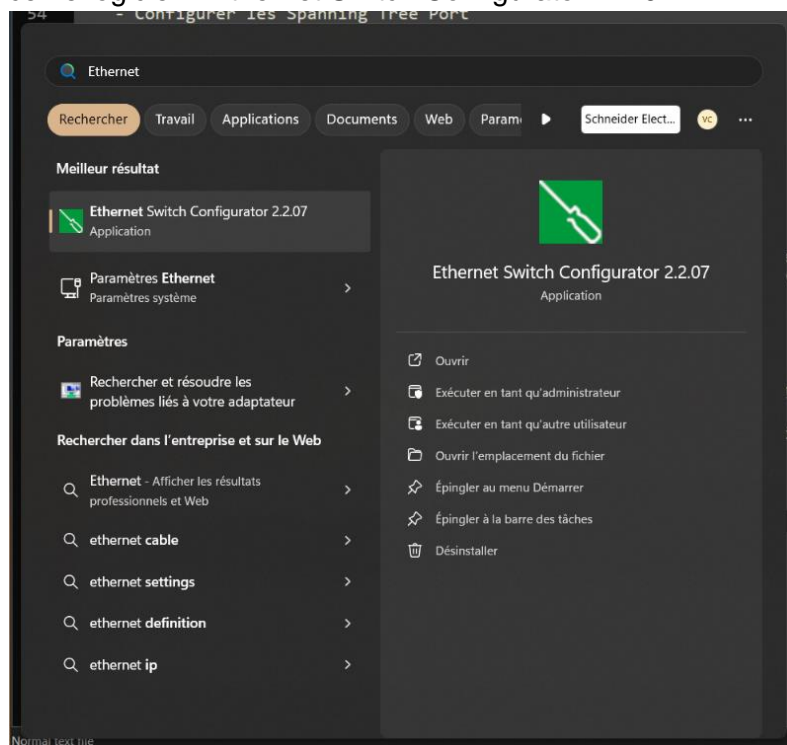 54 - Configurer les Spanning Tree Port
Ethernet
Rechercher Travail Applications Documents Web Param Schneider Elect... VC ...
Meilleur résultat
Ethernet Switch Configurator 2.2.07
Application
Paramètres Ethernet
Paramètres système
Paramètres
Rechercher et résoudre les
problèmes liés à votre adaptateur
Rechercher dans l'entreprise et sur le Web
Ethernet - Afficher les résultats
professionnels et Web
ethernet cable
ethernet settings
ethernet definition
ethernet ip
Ethernet Switch Configurator 2.2.07
Application
Ouvrir
Exécuter en tant qu'administrateur
Exécuter en tant qu'autre utilisateur
Ouvrir l'emplacement du fichier
Épingler au menu Démarrer
Épingler à la barre des tâches
Désinstaller
Normal text file